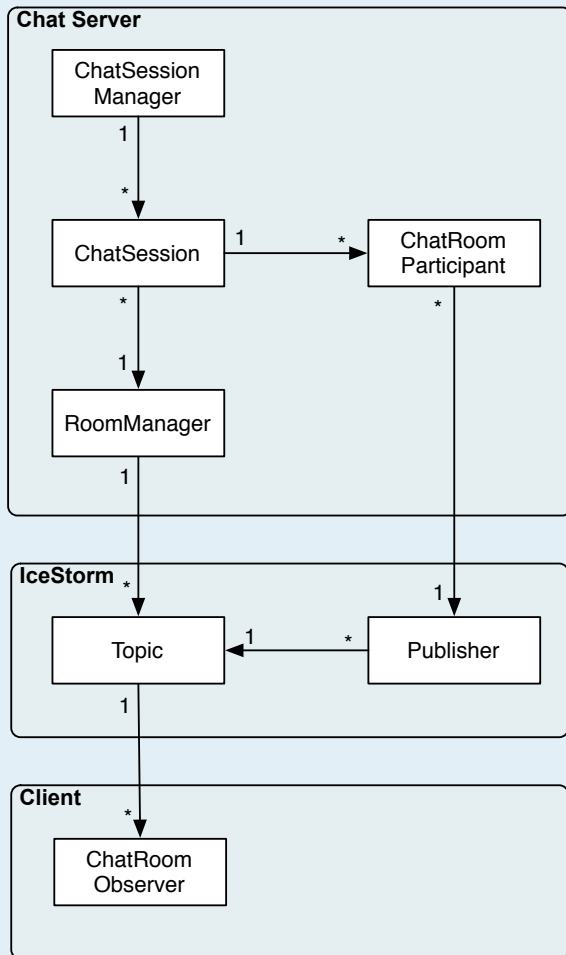 Chat Server
ChatSession
Manager
1
*
ChatSession
1
*
ChatRoom
Participant
*
*
1
RoomManager
1
IceStorm
*
1
Topic
1
*
Publisher
1
Client
*
ChatRoom
Observer